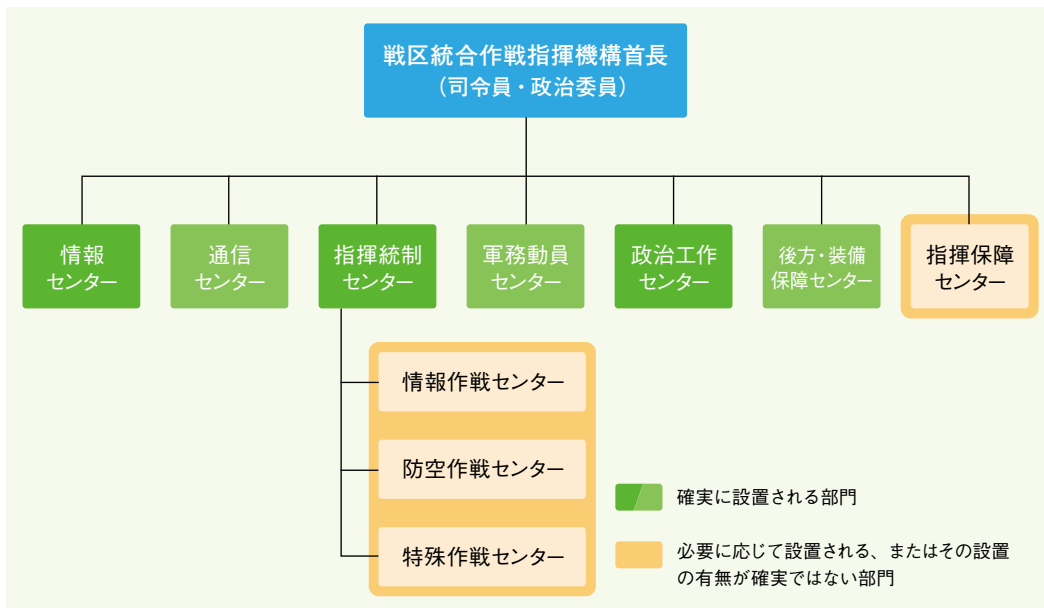 戦区統合作戦指揮機構首長
（司令員・政治委員）
情報
センター
通信
センター
指揮統制
センター
軍務動員
センター
政治工作
センター
後方・装備
保障センター
指揮保障
センター
情報作戦センター
防空作戦センター
特殊作戦センター
確実に設置される部門
必要に応じて設置される、またはその設置
の有無が確実ではない部門